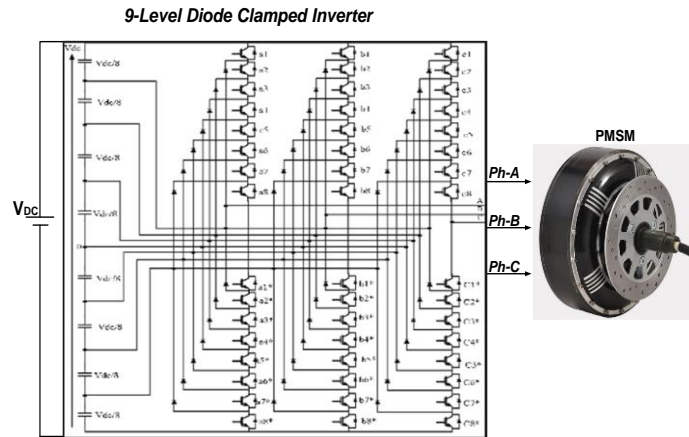 9-Level Diode Clamped Inverter
Vdc
Vdc/8
Vdc/8
Vdc/8
Vdc/8
Vdc/8
Vdc/8
Vdc/8
Vdc/8
VDC
a1
a2
a3
a1
c5
a6
a7
a8
b1
b2
b3
b1
b5
b6
b7
b8
c1
c2
c3
c4
c5
c6
c7
c8
A
B
C
a1*
a2*
a3*
a4*
a5*
a6*
a7*
a8*
b1*
b2*
b3*
b4*
b5*
b6*
b7*
b8*
C1*
C2*
C3*
C4*
C5*
C6*
C7*
C8*
Ph-A
Ph-B
Ph-C
PMSM